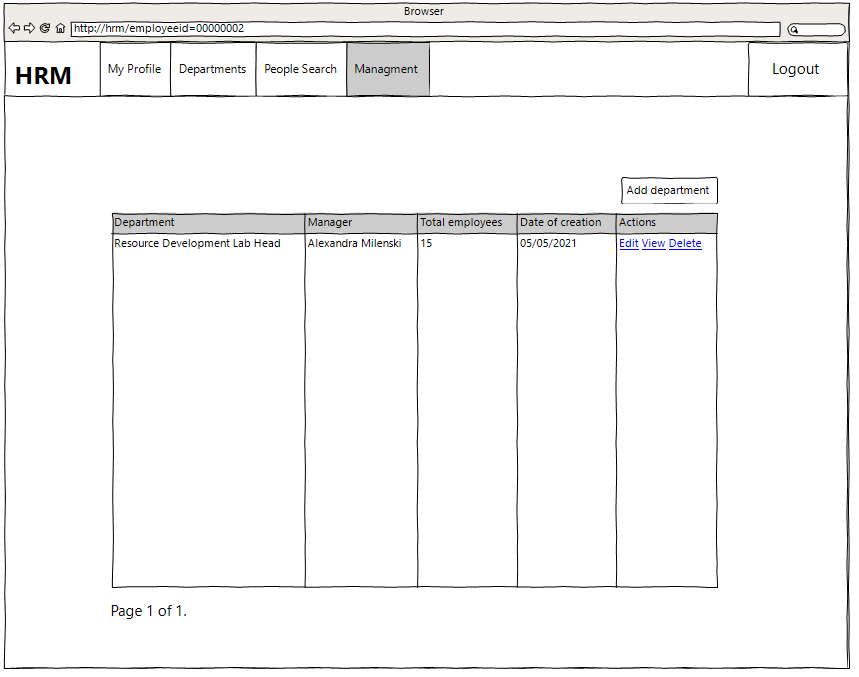 Browser
http://hrm/employeeid=00000002
HRM My Profile Departments People Search Managment Logout
Add department
Department Manager Total employees Date of creation Actions
Resource Development Lab Head Alexandra Milenski 15 05/05/2021 Edit View Delete
Page 1 of 1.